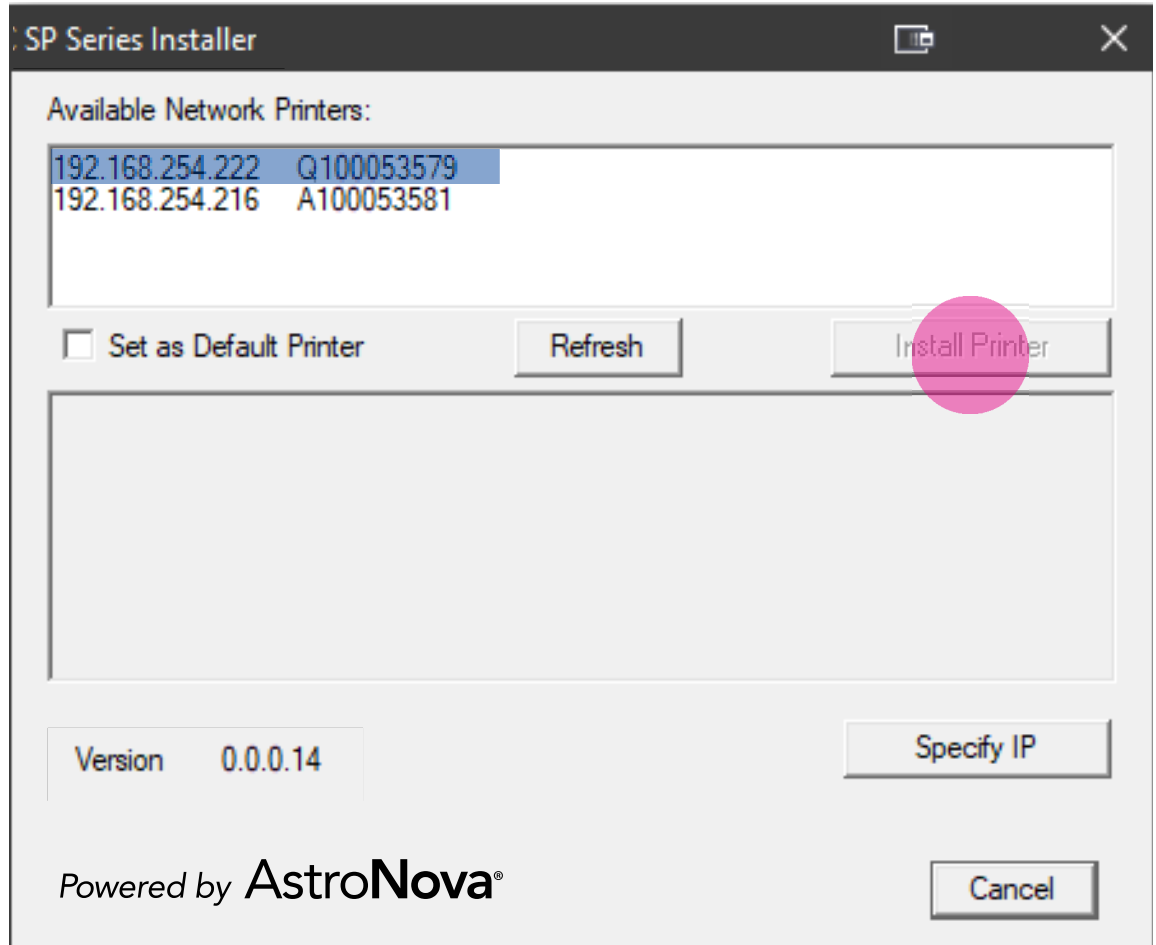 SP Series Installer
Available Network Printers:
192.168.254.222 Q100053579
192.168.254.216 A100053581
Set as Default Printer
Refresh
Install Printer
Version 0.0.0.14
Specify IP
Powered by AstroNova®
Cancel